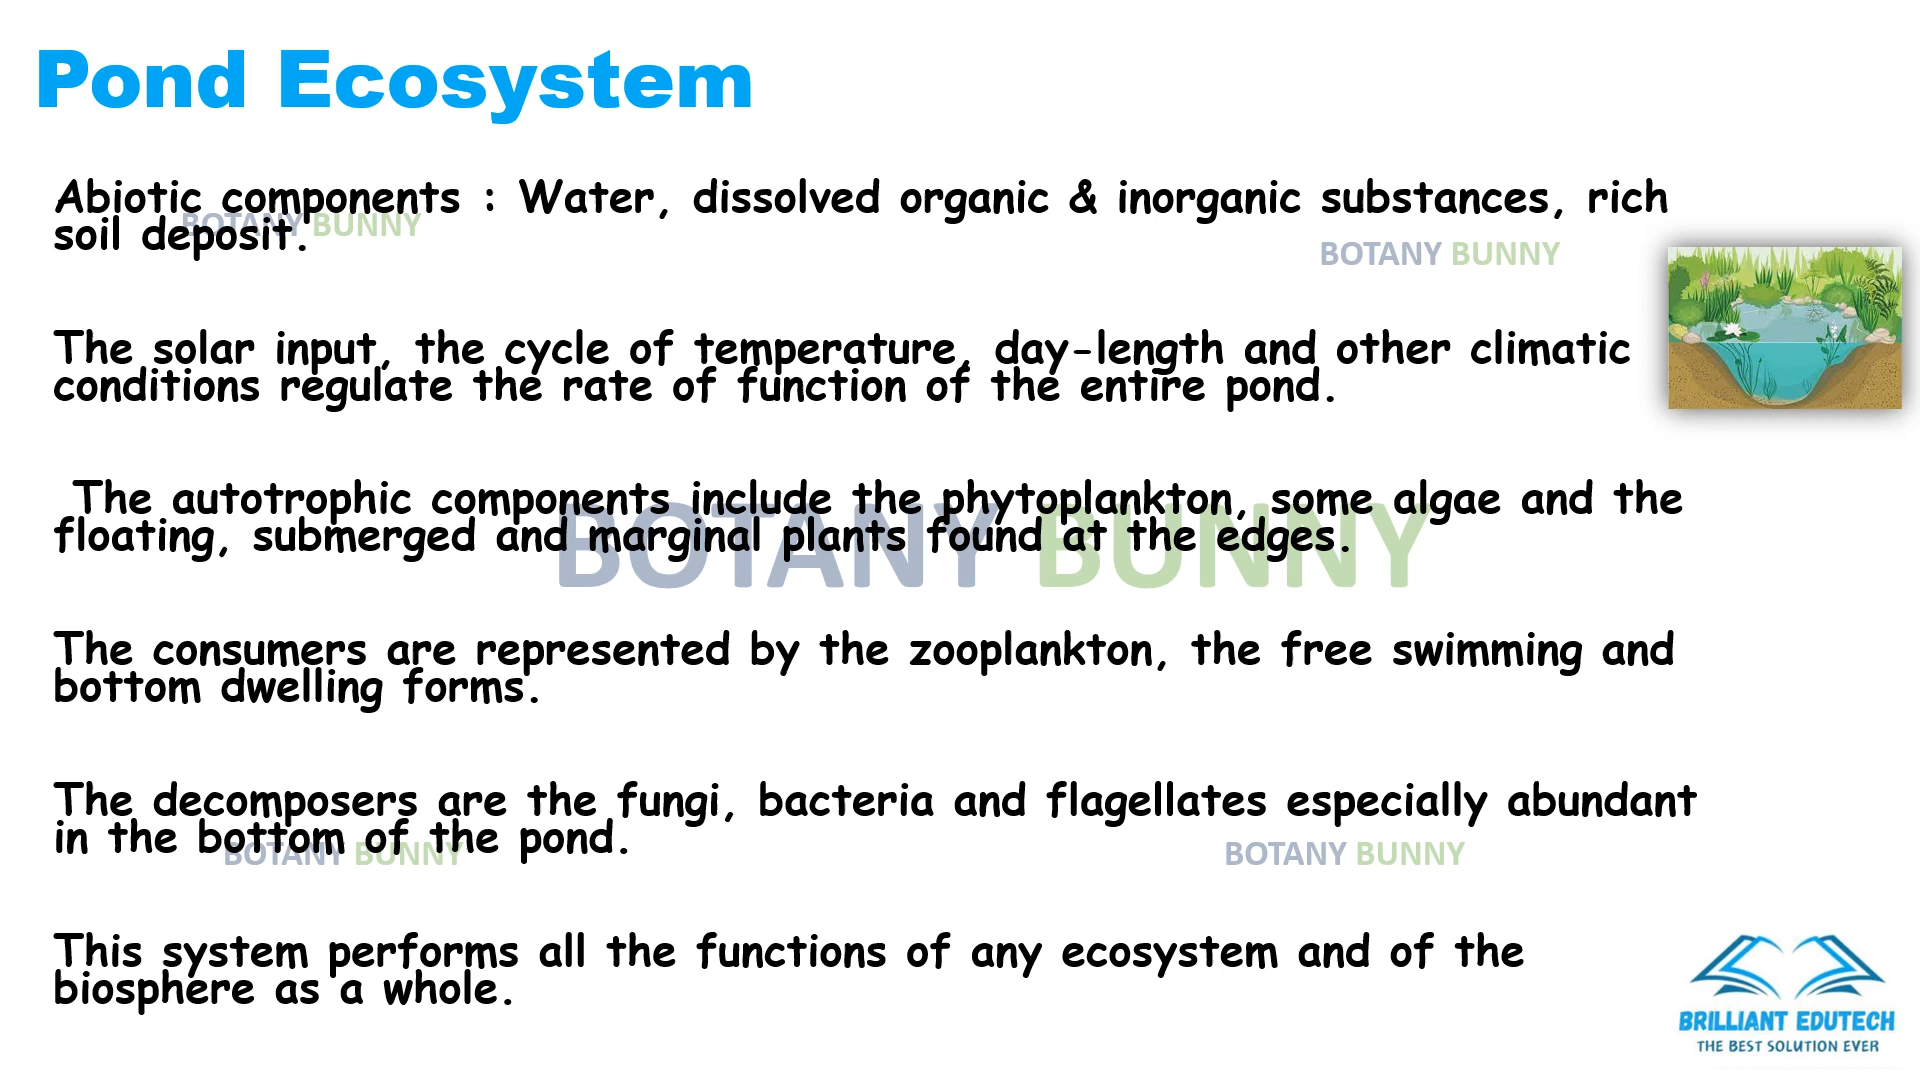 Pond Ecosystem
Abiotic components : Water, dissolved organic & inorganic substances, rich
soil deposit.
BOTANY BUNNY
BOTANY BUNNY
The solar input, the cycle of temperature, day-length and other climatic
conditions regulate the rate of function of the entire pond.
The autotrophic components include the phytoplankton, some algae and the
floating, submerged and marginal plants found at the edges.
BOTANY BUNNY
The consumers are represented by the zooplankton, the free swimming and
bottom dwelling forms.
The decomposers are the fungi, bacteria and flagellates especially abundant
in the bottom of the pond.
BOTANY BUNNY
BOTANY BUNNY
This system performs all the functions of any ecosystem and of the
biosphere as a whole.
BRILLIANT EDUTECH
THE BEST SOLUTION EVER